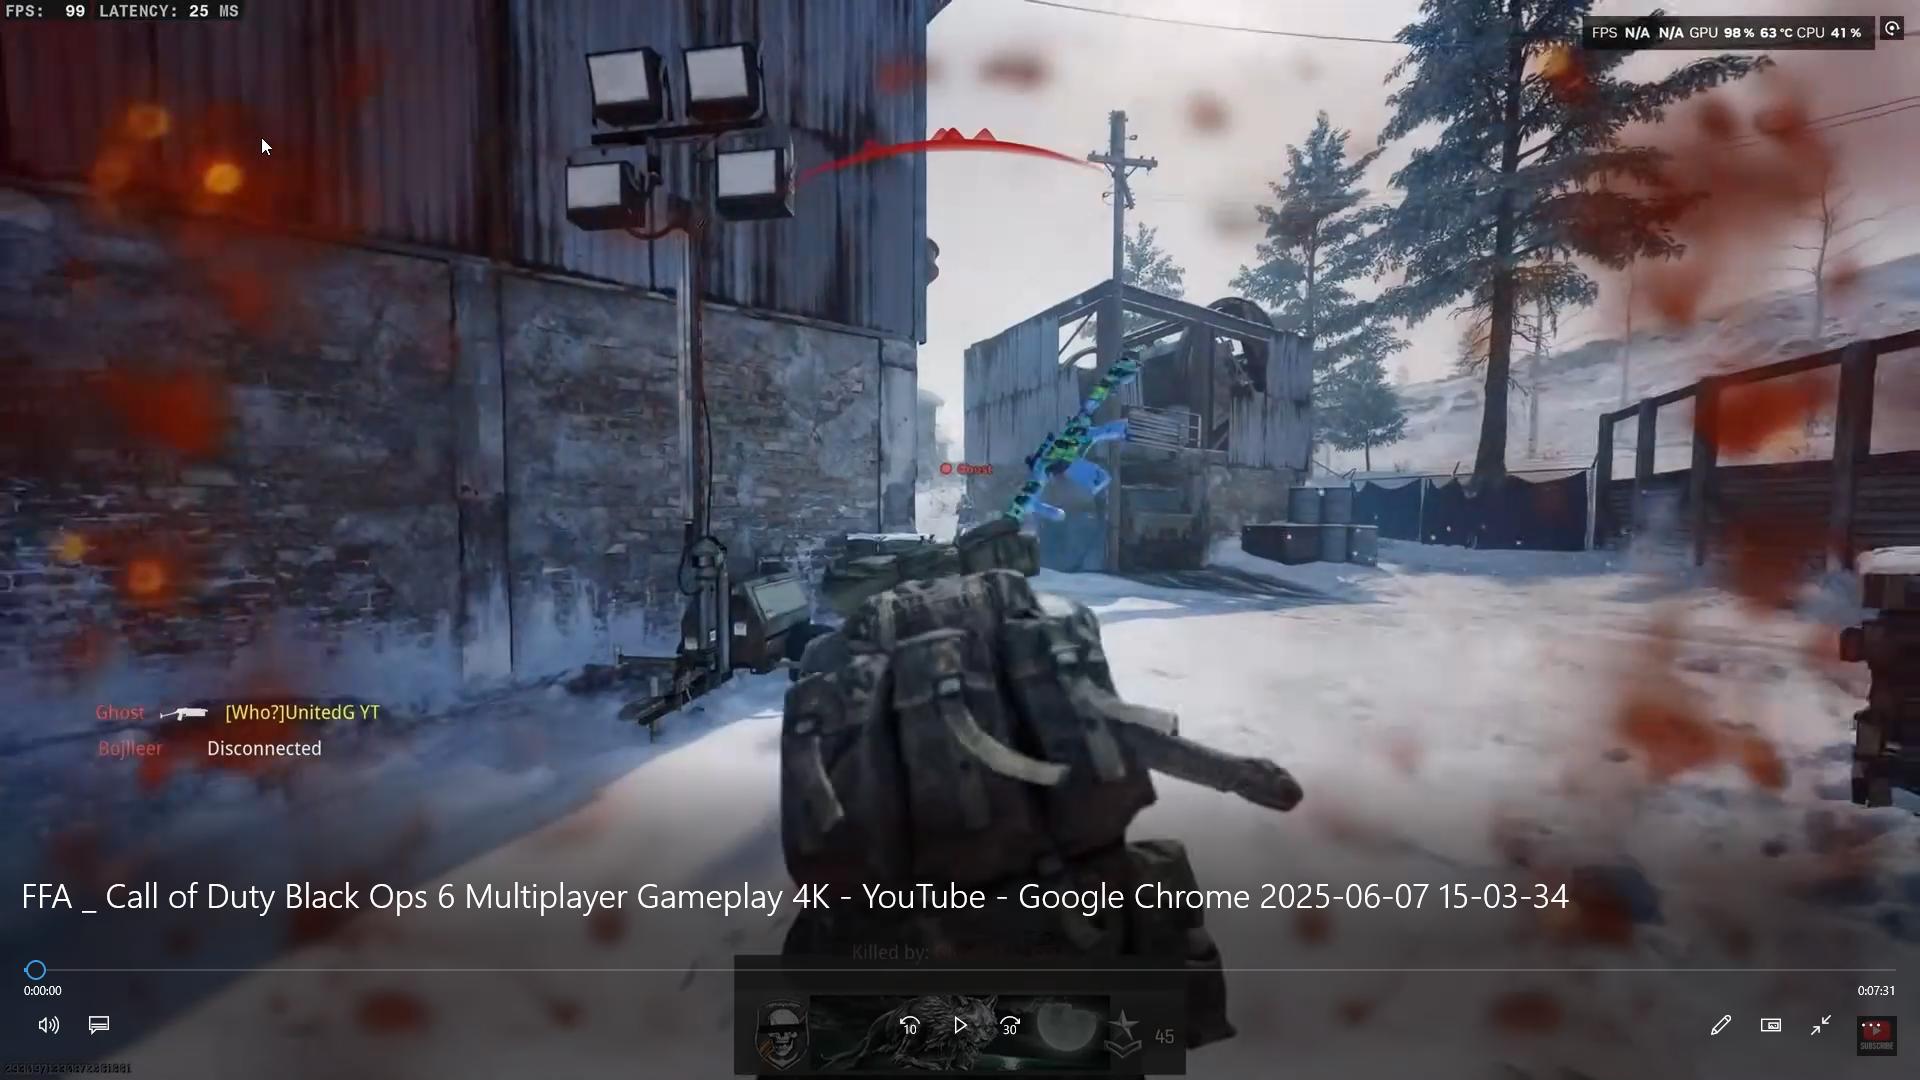 FPS: 99 LATENCY: 25 MS
FPS N/A N/A GPU 98% 63°C CPU 41%
Ghost
Ghost [Who?]UnitedG YT
Bojlleer Disconnected
FFA _ Call of Duty Black Ops 6 Multiplayer Gameplay 4K - YouTube - Google Chrome 2025-06-07 15-03-34
Killed by:
0:00:00
0:07:31
10
30
45
SUBSCRIBE